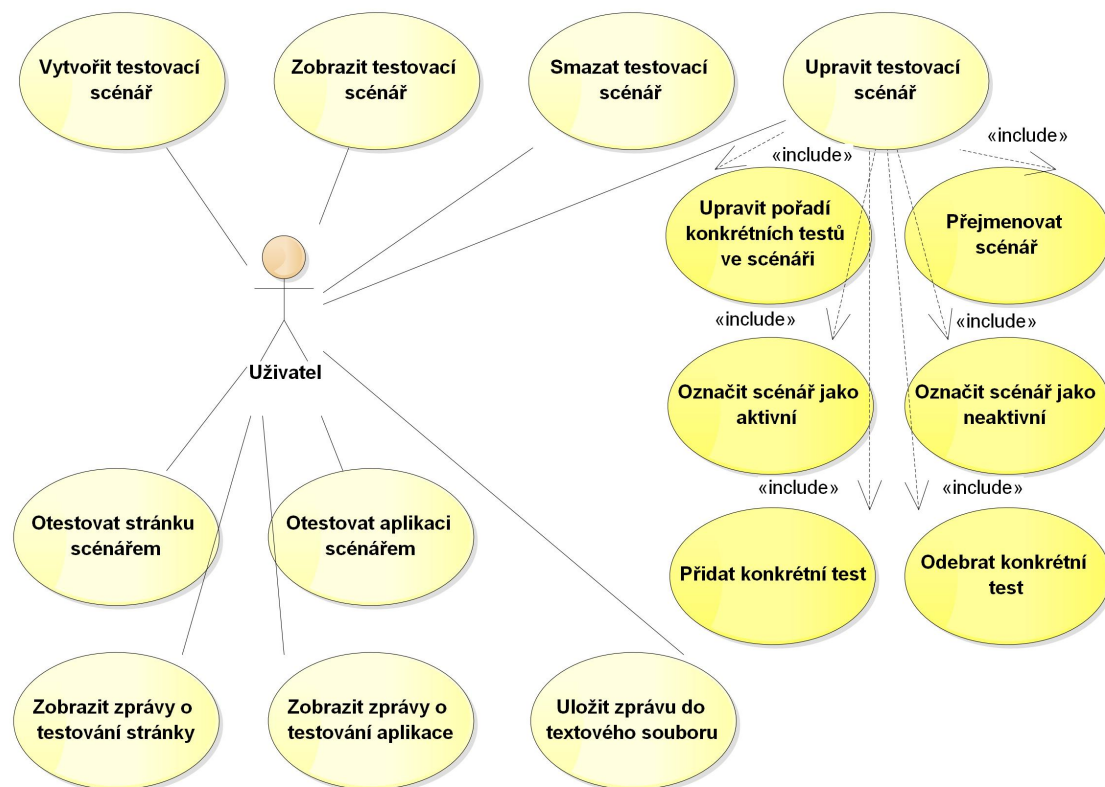 Vytvořit testovací
scénář
Zobrazit testovací
scénář
Smazat testovací
scénář
Upravit testovací
scénář
«include»
«include»
Upravit pořadí
konkrétních testů
ve scénáři
Přejmenovat
scénář
«include»
«include»
Uživatel
Označit scénář jako
aktivní
Označit scénář jako
neaktivní
«include»
«include»
Otestovat stránku
scénářem
Otestovat aplikaci
scénářem
Přidat konkrétní test
Odebrat konkrétní
test
Zobrazit zprávy o
testování stránky
Zobrazit zprávy o
testování aplikace
Uložit zprávu do
textového souboru